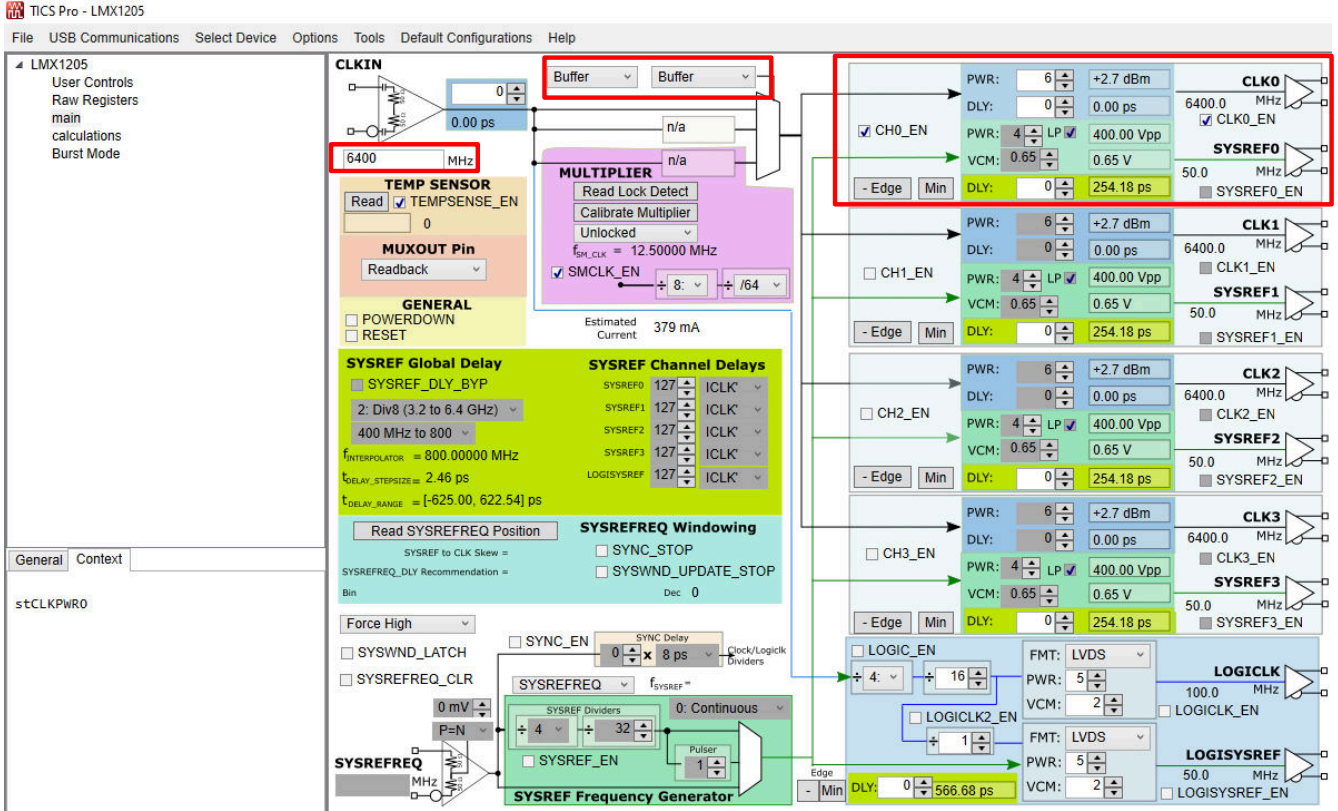 TICS Pro - LMX1205
File USB Communications Select Device Options Tools Default Configurations Help
LMX1205
User Controls
Raw Registers
main
calculations
Burst Mode
General Context
stCLKPWR0
CLKIN
0
0.00 ps
6400 MHz
Buffer Buffer
n/a
n/a
TEMP SENSOR
Read TEMPSENSE_EN
0
MUXOUT Pin
Readback
GENERAL
POWERDOWN
RESET
MULTIPLIER
Read Lock Detect
Calibrate Multiplier
Unlocked
fSM_CLK = 12.50000 MHz
SMCLK_EN
÷ 8: ÷ /64
Estimated
Current
379 mA
SYSREF Global Delay
SYSREF_DLY_BYP
2: Div8 (3.2 to 6.4 GHz)
400 MHz to 800
fINTERPOLATOR = 800.00000 MHz
tDELAY_STEPSIZE = 2.46 ps
tDELAY_RANGE = [-625.00, 622.54] ps
SYSREF Channel Delays
SYSREF0 127 ICLK'
SYSREF1 127 ICLK'
SYSREF2 127 ICLK'
SYSREF3 127 ICLK'
LOGISYSREF 127 ICLK'
Read SYSREFREQ Position
SYSREF to CLK Skew =
SYSREFREQ_DLY Recommendation =
Bin Dec 0
SYSREFREQ Windowing
SYNC_STOP
SYSWND_UPDATE_STOP
Force High
SYSWND_LATCH
SYSREFREQ_CLR
SYNC_EN
SYNC Delay
0 x 8 ps
Clock/Logiclk
Dividers
SYSREFREQ fSYSREF =
0 mV
P=N
SYSREFREQ
MHz
SYSREF Dividers
÷ 4 ÷ 32
0: Continuous
SYSREF_EN
Pulser
1
SYSREF Frequency Generator
CH0_EN
- Edge Min
PWR: 6 +2.7 dBm
DLY: 0 0.00 ps
PWR: 4 LP 400.00 Vpp
VCM: 0.65 0.65 V
DLY: 0 254.18 ps
CLK0
6400.0 MHz
CLK0_EN
SYSREF0
50.0 MHz
SYSREF0_EN
CH1_EN
- Edge Min
PWR: 6 +2.7 dBm
DLY: 0 0.00 ps
PWR: 4 LP 400.00 Vpp
VCM: 0.65 0.65 V
DLY: 0 254.18 ps
CLK1
6400.0 MHz
CLK1_EN
SYSREF1
50.0 MHz
SYSREF1_EN
CH2_EN
- Edge Min
PWR: 6 +2.7 dBm
DLY: 0 0.00 ps
PWR: 4 LP 400.00 Vpp
VCM: 0.65 0.65 V
DLY: 0 254.18 ps
CLK2
6400.0 MHz
CLK2_EN
SYSREF2
50.0 MHz
SYSREF2_EN
CH3_EN
- Edge Min
PWR: 6 +2.7 dBm
DLY: 0 0.00 ps
PWR: 4 LP 400.00 Vpp
VCM: 0.65 0.65 V
DLY: 0 254.18 ps
CLK3
6400.0 MHz
CLK3_EN
SYSREF3
50.0 MHz
SYSREF3_EN
LOGIC_EN
÷ 4: ÷ 16
LOGICLK2_EN
÷ 1
FMT: LVDS
PWR: 5
VCM: 2
LOGICLK
100.0 MHz
LOGICLK_EN
FMT: LVDS
PWR: 5
VCM: 2
LOGISYSREF
50.0 MHz
LOGISYSREF_EN
Edge
- Min DLY: 0 566.68 ps